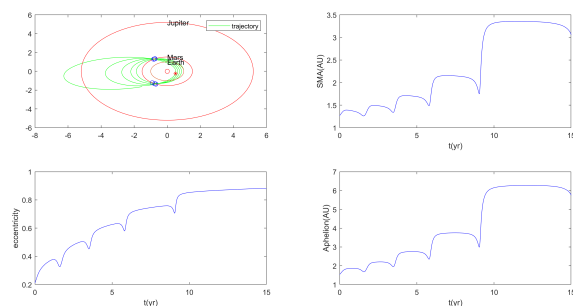 Jupiter
trajectory
Mars
Earth
6
4
2
0
-2
-4
-6
-8 -6 -4 -2 0 2 4 6
SMA(AU)
3.5
3
2.5
2
1.5
1
0 5 10 15
t(yr)
eccentricity
1
0.8
0.6
0.4
0.2
0 5 10 15
t(yr)
Aphelion(AU)
7
6
5
4
3
2
1
0 5 10 15
t(yr)